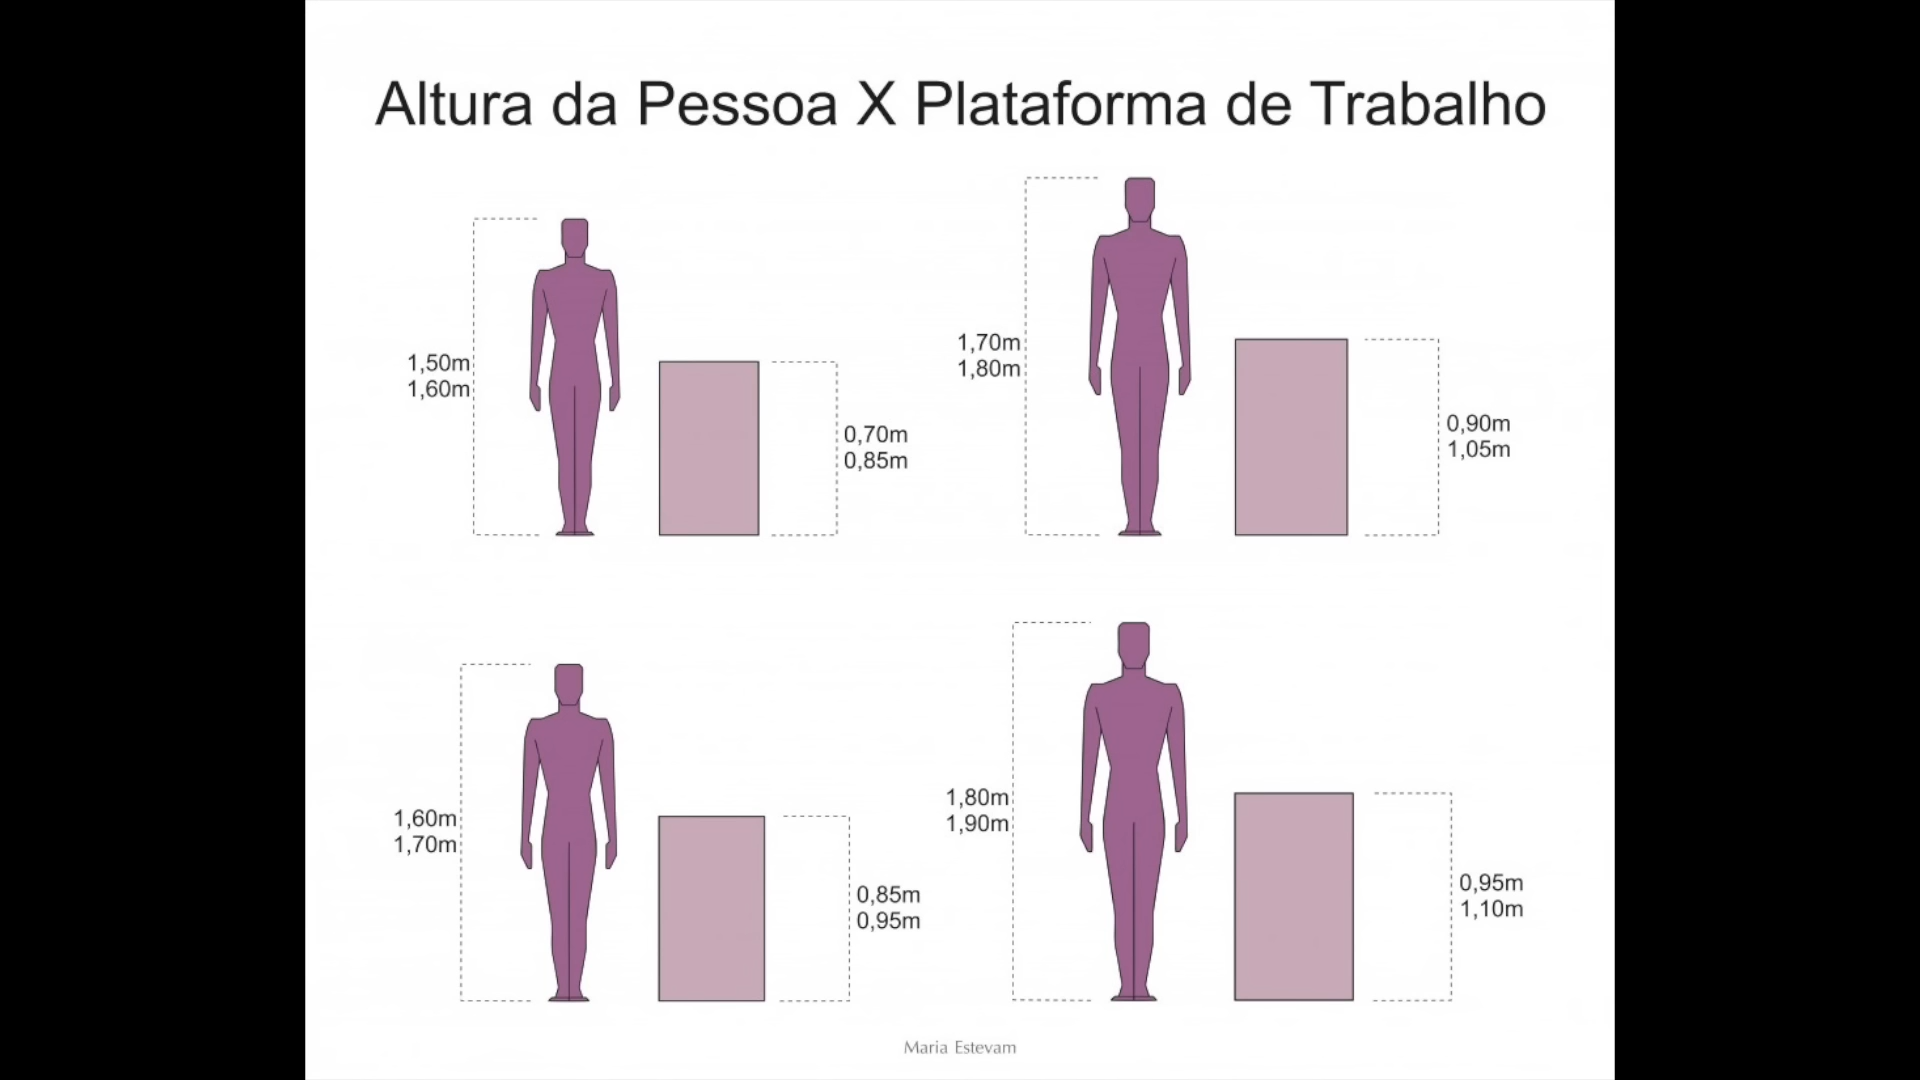 Altura da Pessoa X Plataforma de Trabalho
1,50m
1,60m
0,70m
0,85m
1,70m
1,80m
0,90m
1,05m
1,60m
1,70m
0,85m
0,95m
1,80m
1,90m
0,95m
1,10m
Maria Estevam